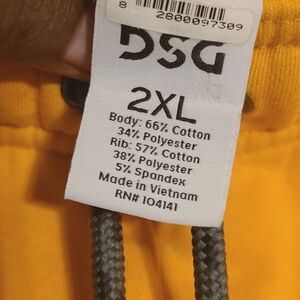 8 2800097309
DSG
2XL
Body: 66% Cotton
34% Polyester
Rib: 57% Cotton
38% Polyester
5% Spandex
Made in Vietnam
RN# 104141